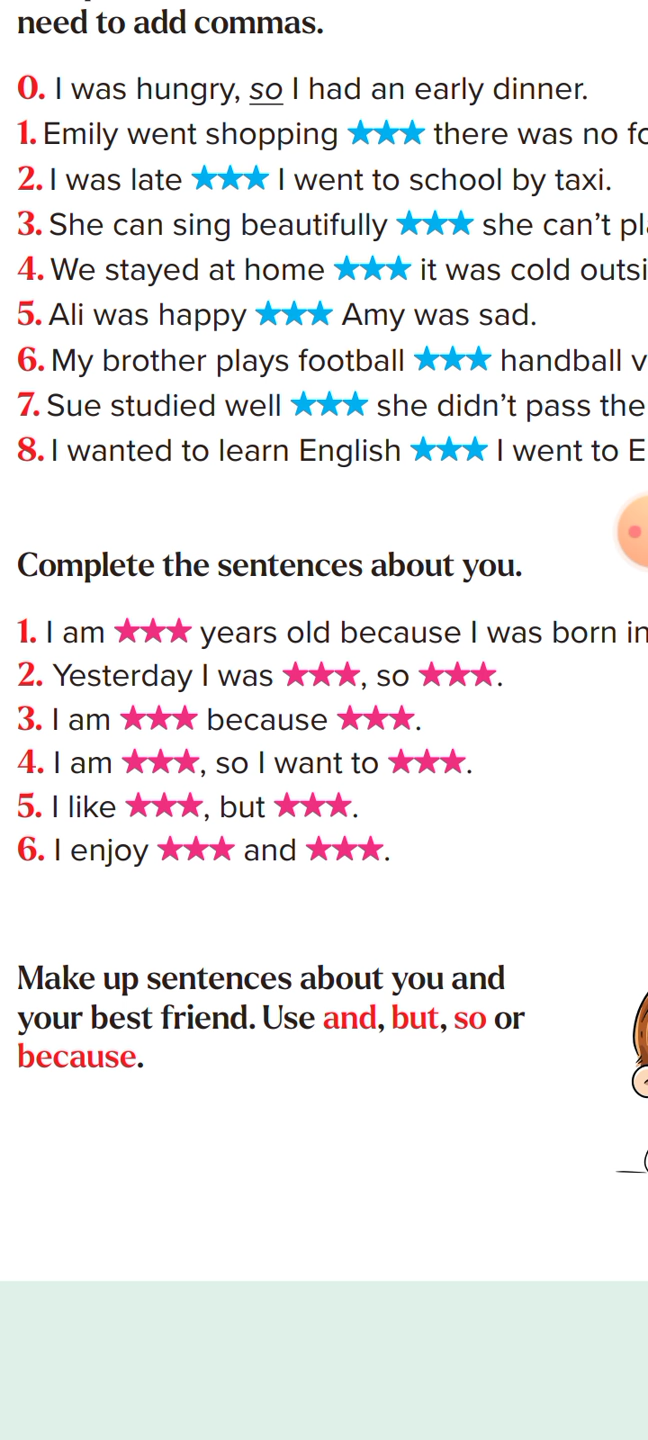 need to add commas.
0. I was hungry, so I had an early dinner.
1. Emily went shopping ★★★ there was no fo
2. I was late ★★★ I went to school by taxi.
3. She can sing beautifully ★★★ she can't pl
4. We stayed at home ★★★ it was cold outsi
5. Ali was happy ★★★ Amy was sad.
6. My brother plays football ★★★ handball v
7. Sue studied well ★★★ she didn't pass the
8. I wanted to learn English ★★★ I went to E
Complete the sentences about you.
1. I am ★★★ years old because I was born in
2. Yesterday I was ★★★, so ★★★.
3. I am ★★★ because ★★★.
4. I am ★★★, so I want to ★★★.
5. I like ★★★, but ★★★.
6. I enjoy ★★★ and ★★★.
Make up sentences about you and
your best friend. Use and, but, so or
because.